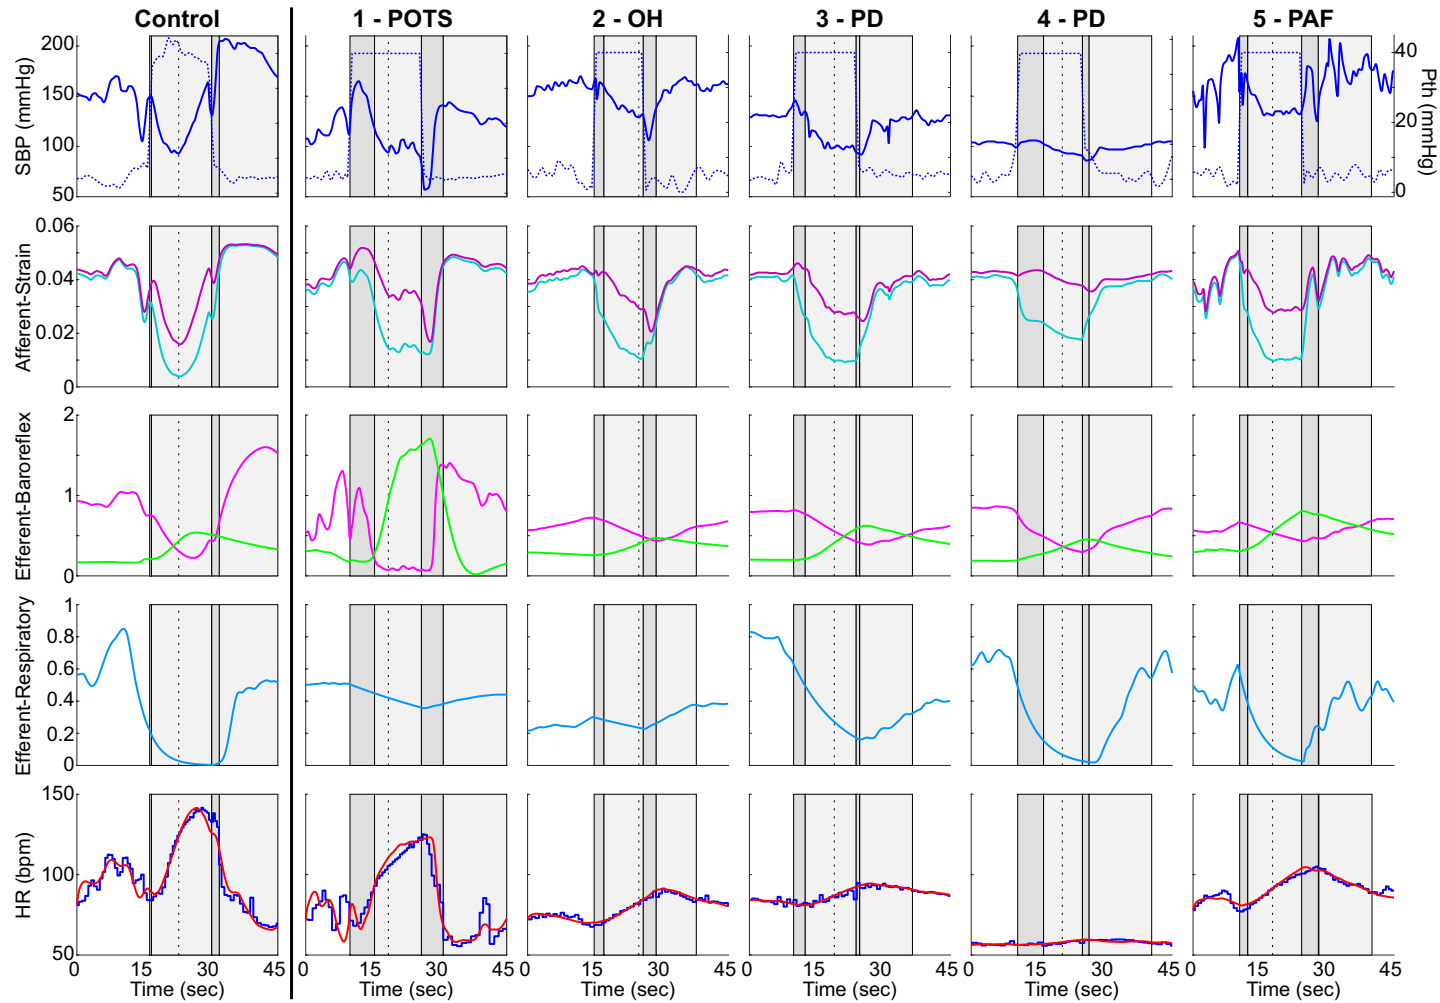 Control 1 - POTS 2 - OH 3 - PD 4 - PD 5 - PAF
SBP (mmHg)
200
150
100
50
Pth (mmHg)
40
20
0
Afferent-Strain
0.06
0.04
0.02
0
Efferent-Baroreflex
2
1
0
Efferent-Respiratory
1
0.8
0.6
0.4
0.2
0
HR (bpm)
150
100
50
0 15 30 45 0 15 30 45 0 15 30 45 0 15 30 45 0 15 30 45 0 15 30 45
Time (sec) Time (sec) Time (sec) Time (sec) Time (sec) Time (sec)